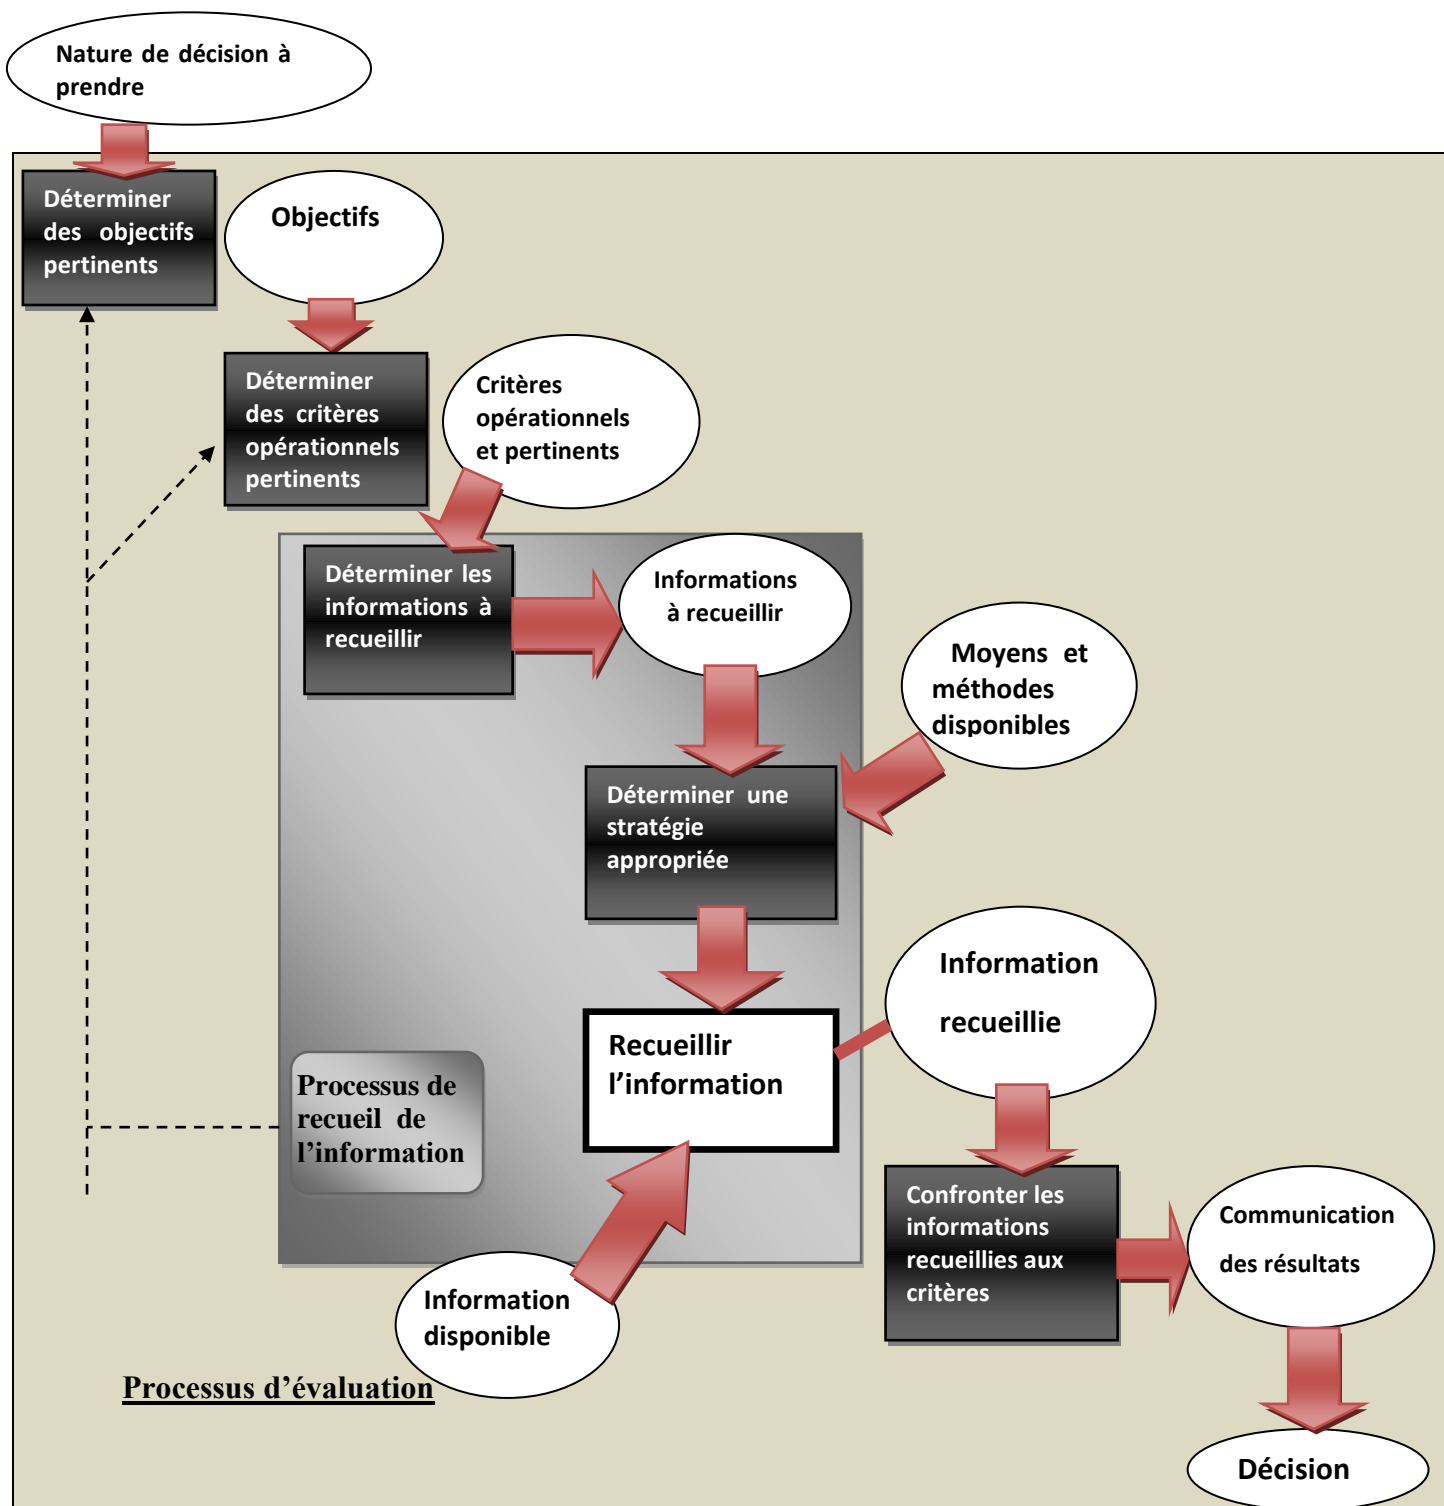 Nature de décision à
prendre
Déterminer
des objectifs
pertinents
Objectifs
Déterminer
des critères
opérationnels
pertinents
Critères
opérationnels
et pertinents
Déterminer les
informations à
recueillir
Informations
à recueillir
Moyens et
méthodes
disponibles
Déterminer une
stratégie
appropriée
Information
recueillie
Recueillir
l’information
Processus de
recueil de
l’information
Confronter les
informations
recueillies aux
critères
Communication
des résultats
Information
disponible
Processus d’évaluation
Décision